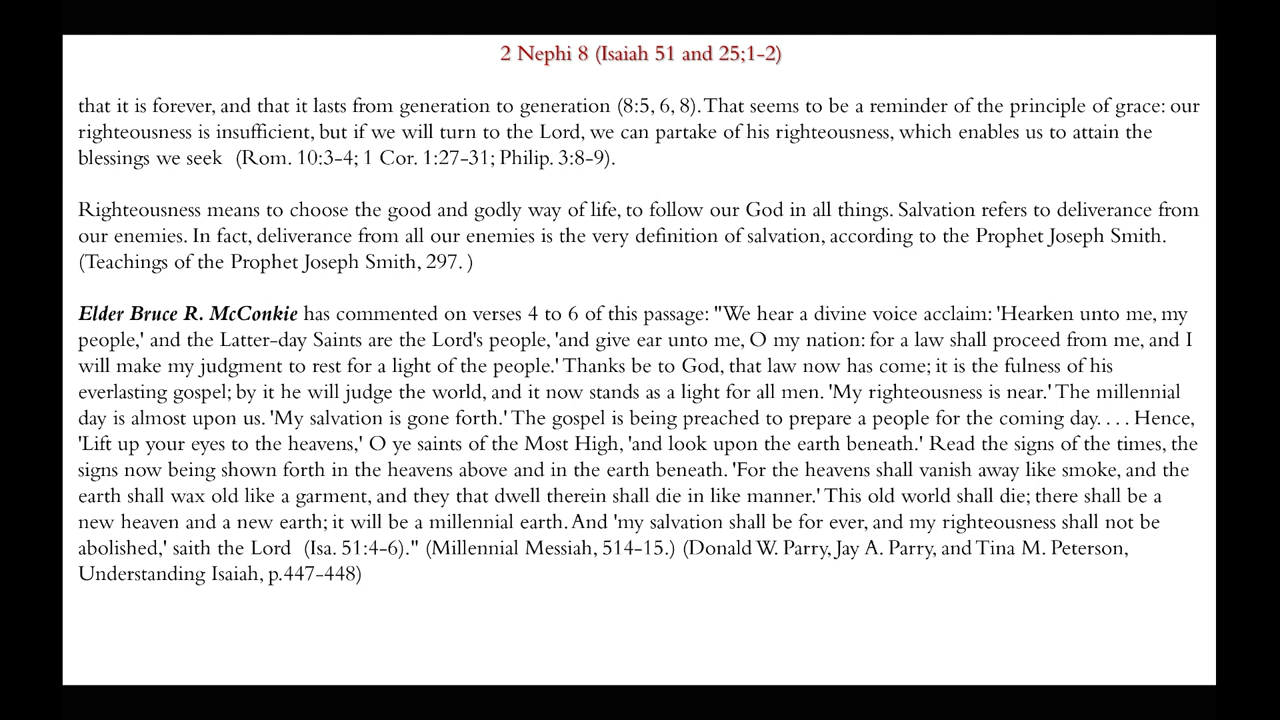 2 Nephi 8 (Isaiah 51 and 25;1-2)
that it is forever, and that it lasts from generation to generation (8:5, 6, 8). That seems to be a reminder of the principle of grace: our
righteousness is insufficient, but if we will turn to the Lord, we can partake of his righteousness, which enables us to attain the
blessings we seek  (Rom. 10:3-4; 1 Cor. 1:27-31; Philip. 3:8-9).
Righteousness means to choose the good and godly way of life, to follow our God in all things. Salvation refers to deliverance from
our enemies. In fact, deliverance from all our enemies is the very definition of salvation, according to the Prophet Joseph Smith.
(Teachings of the Prophet Joseph Smith, 297. )
Elder Bruce R. McConkie has commented on verses 4 to 6 of this passage: "We hear a divine voice acclaim: 'Hearken unto me, my
people,' and the Latter-day Saints are the Lord's people, 'and give ear unto me, O my nation: for a law shall proceed from me, and I
will make my judgment to rest for a light of the people.' Thanks be to God, that law now has come; it is the fulness of his
everlasting gospel; by it he will judge the world, and it now stands as a light for all men. 'My righteousness is near.' The millennial
day is almost upon us. 'My salvation is gone forth.' The gospel is being preached to prepare a people for the coming day. . . . Hence,
'Lift up your eyes to the heavens,' O ye saints of the Most High, 'and look upon the earth beneath.' Read the signs of the times, the
signs now being shown forth in the heavens above and in the earth beneath. 'For the heavens shall vanish away like smoke, and the
earth shall wax old like a garment, and they that dwell therein shall die in like manner.' This old world shall die; there shall be a
new heaven and a new earth; it will be a millennial earth. And 'my salvation shall be for ever, and my righteousness shall not be
abolished,' saith the Lord  (Isa. 51:4-6)." (Millennial Messiah, 514-15.) (Donald W. Parry, Jay A. Parry, and Tina M. Peterson,
Understanding Isaiah, p.447-448)